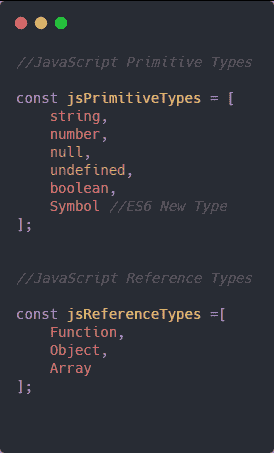 //JavaScript Primitive Types
const jsPrimitiveTypes = [
string,
number,
null,
undefined,
boolean,
Symbol //ES6 New Type
];
//JavaScript Reference Types
const jsReferenceTypes =[
Function,
Object,
Array
];